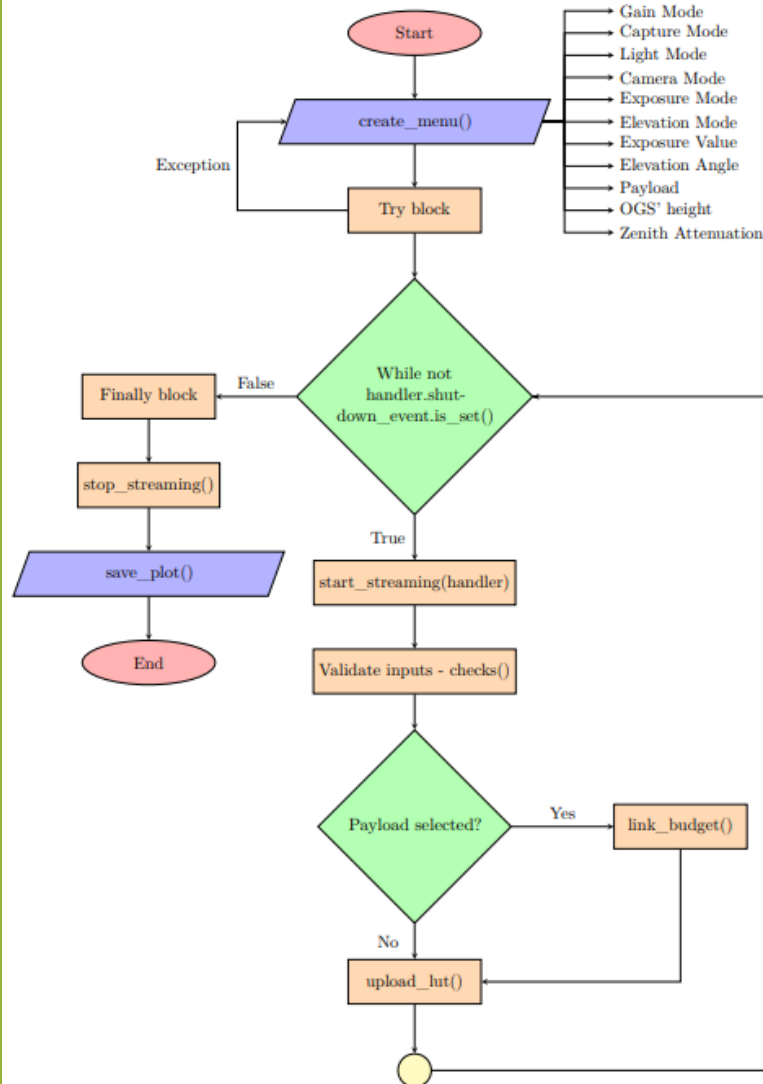 Start
create_menu()
Gain Mode
Capture Mode
Light Mode
Camera Mode
Exposure Mode
Elevation Mode
Exposure Value
Elevation Angle
Payload
OGS' height
Zenith Attenuation
Exception
Try block
While not
handler.shut-
down_event.is_set()
False
Finally block
stop_streaming()
save_plot()
End
True
start_streaming(handler)
Validate inputs - checks()
Payload selected?
Yes
link_budget()
No
upload_lut()